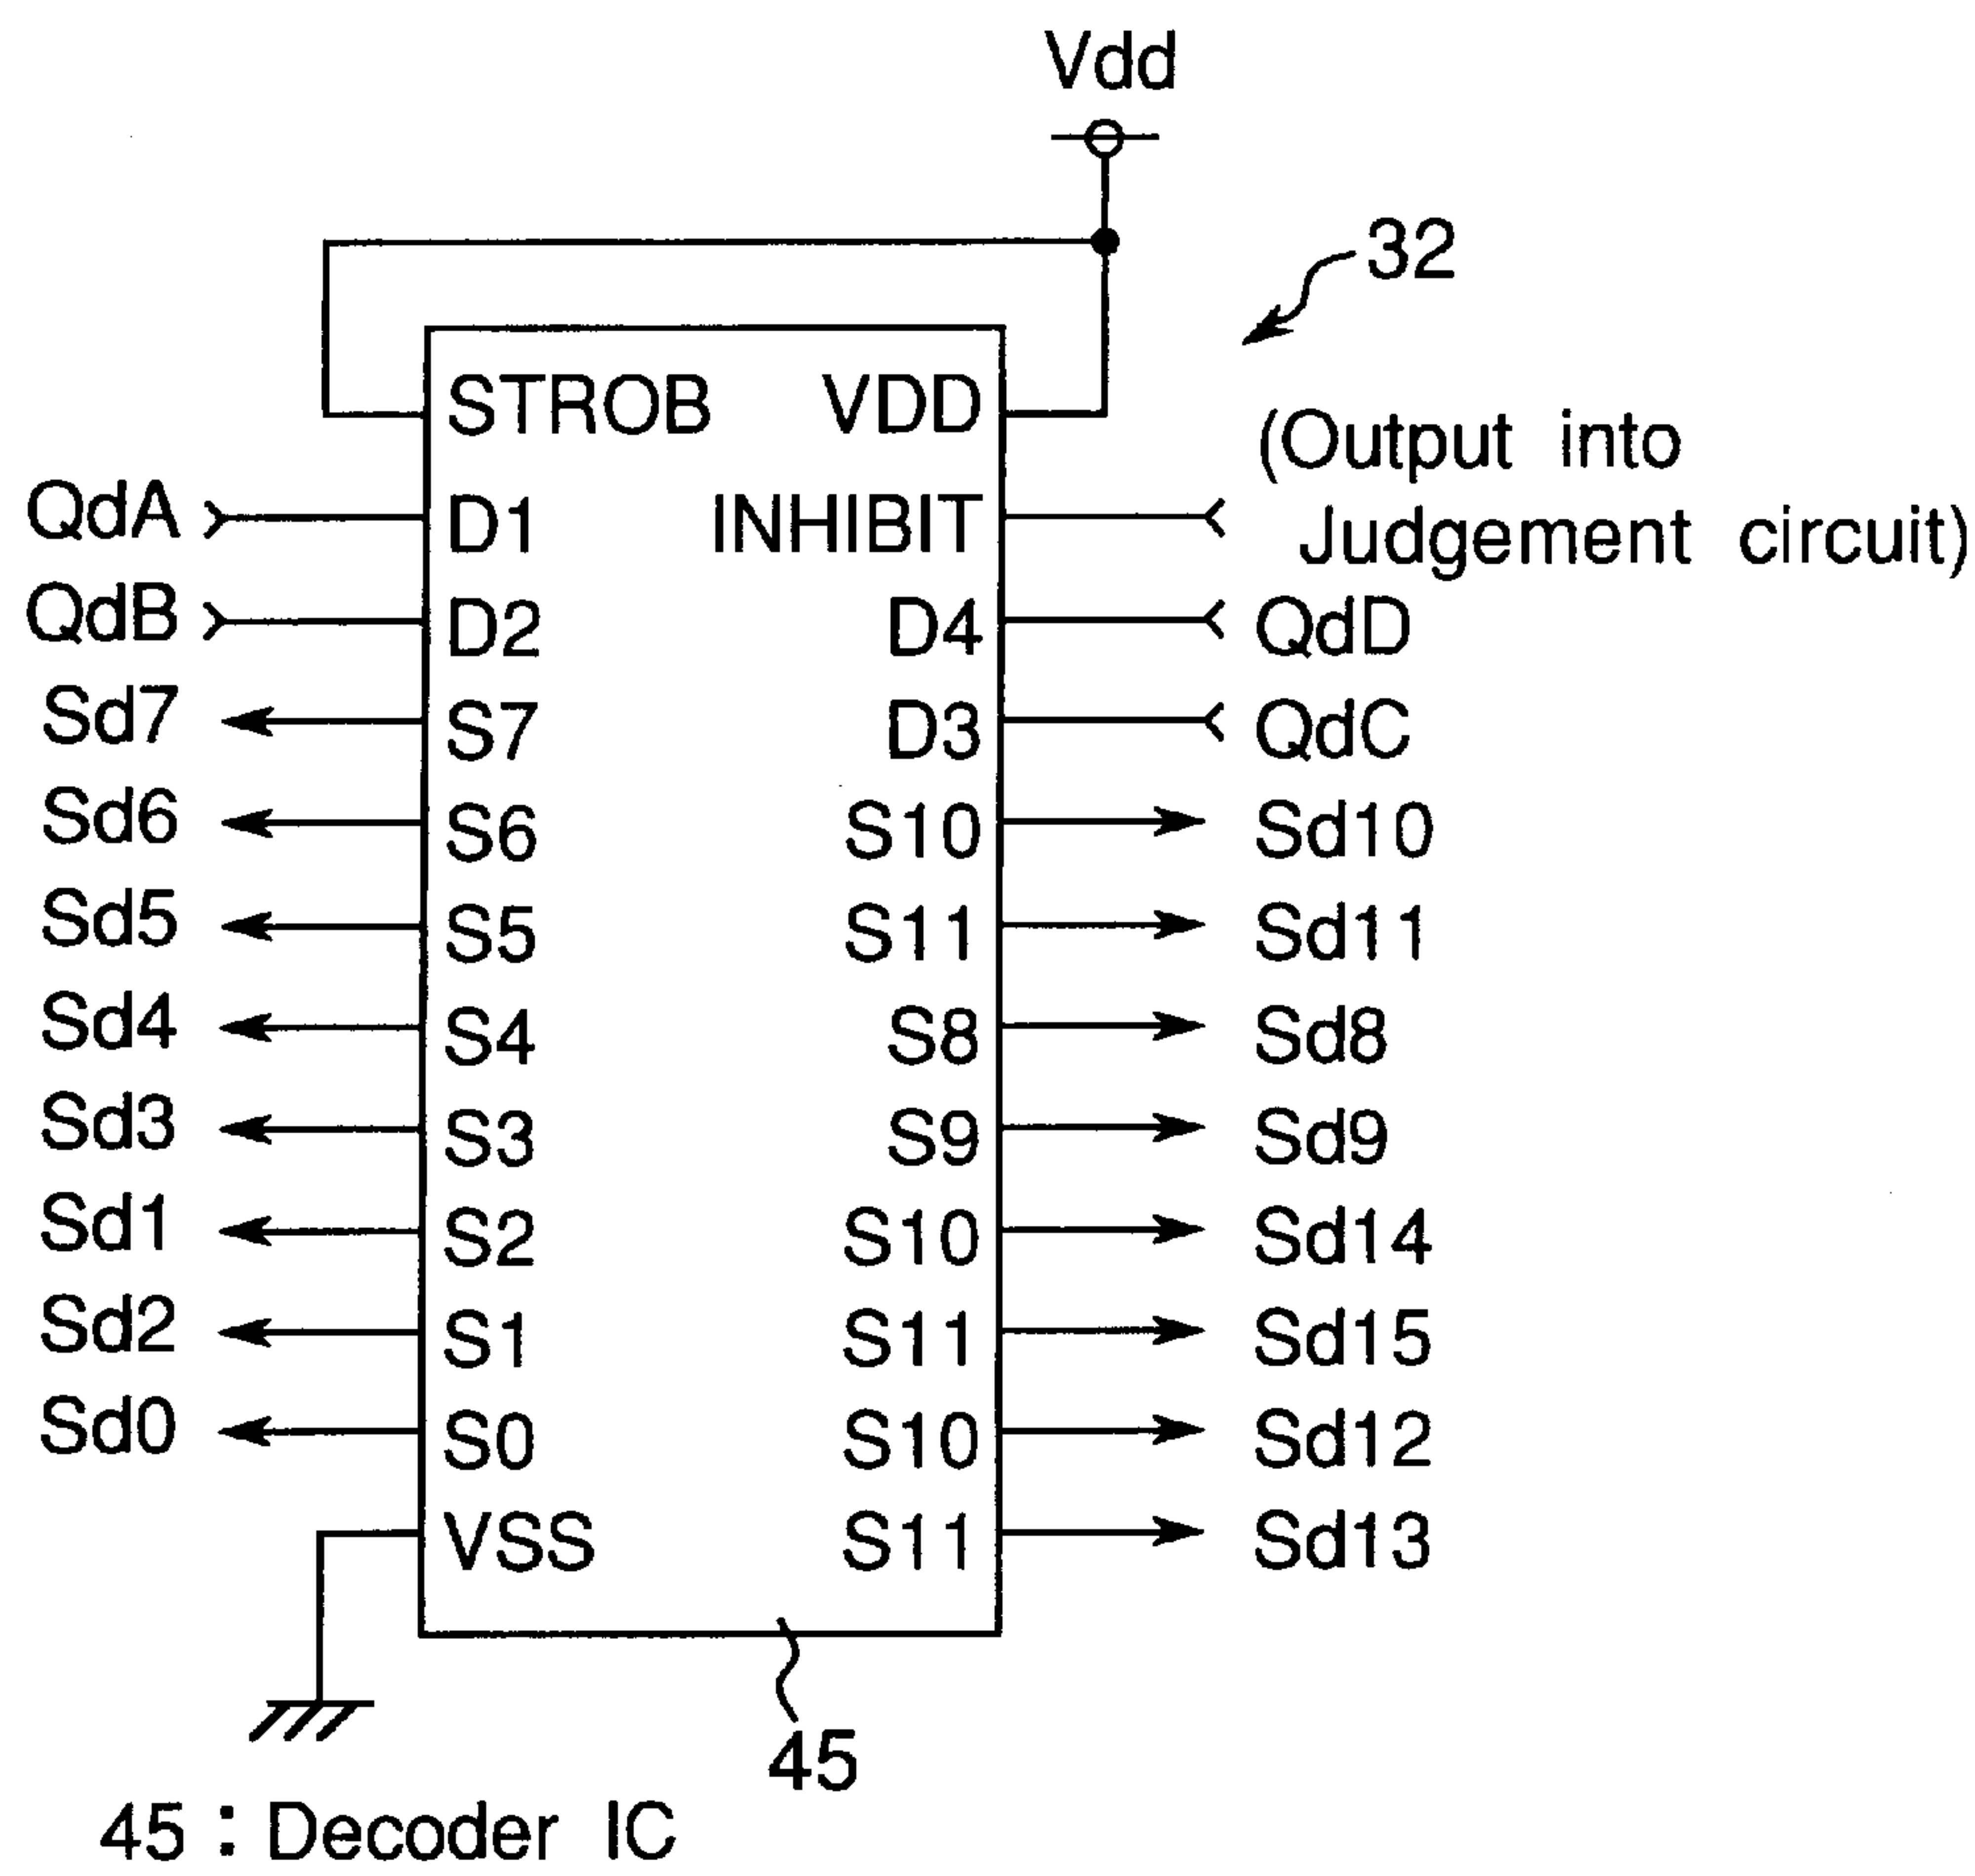 Vdd
32
STROB VDD
(Output into
Judgement circuit)
QdA D1 INHIBIT
QdB D2 D4 QdD
Sd7 S7 D3 QdC
Sd6 S6 S10 Sd10
Sd5 S5 S11 Sd11
Sd4 S4 S8 Sd8
Sd3 S3 S9 Sd9
Sd1 S2 S10 Sd14
Sd2 S1 S11 Sd15
Sd0 S0 S10 Sd12
VSS S11 Sd13
45
45 : Decoder IC